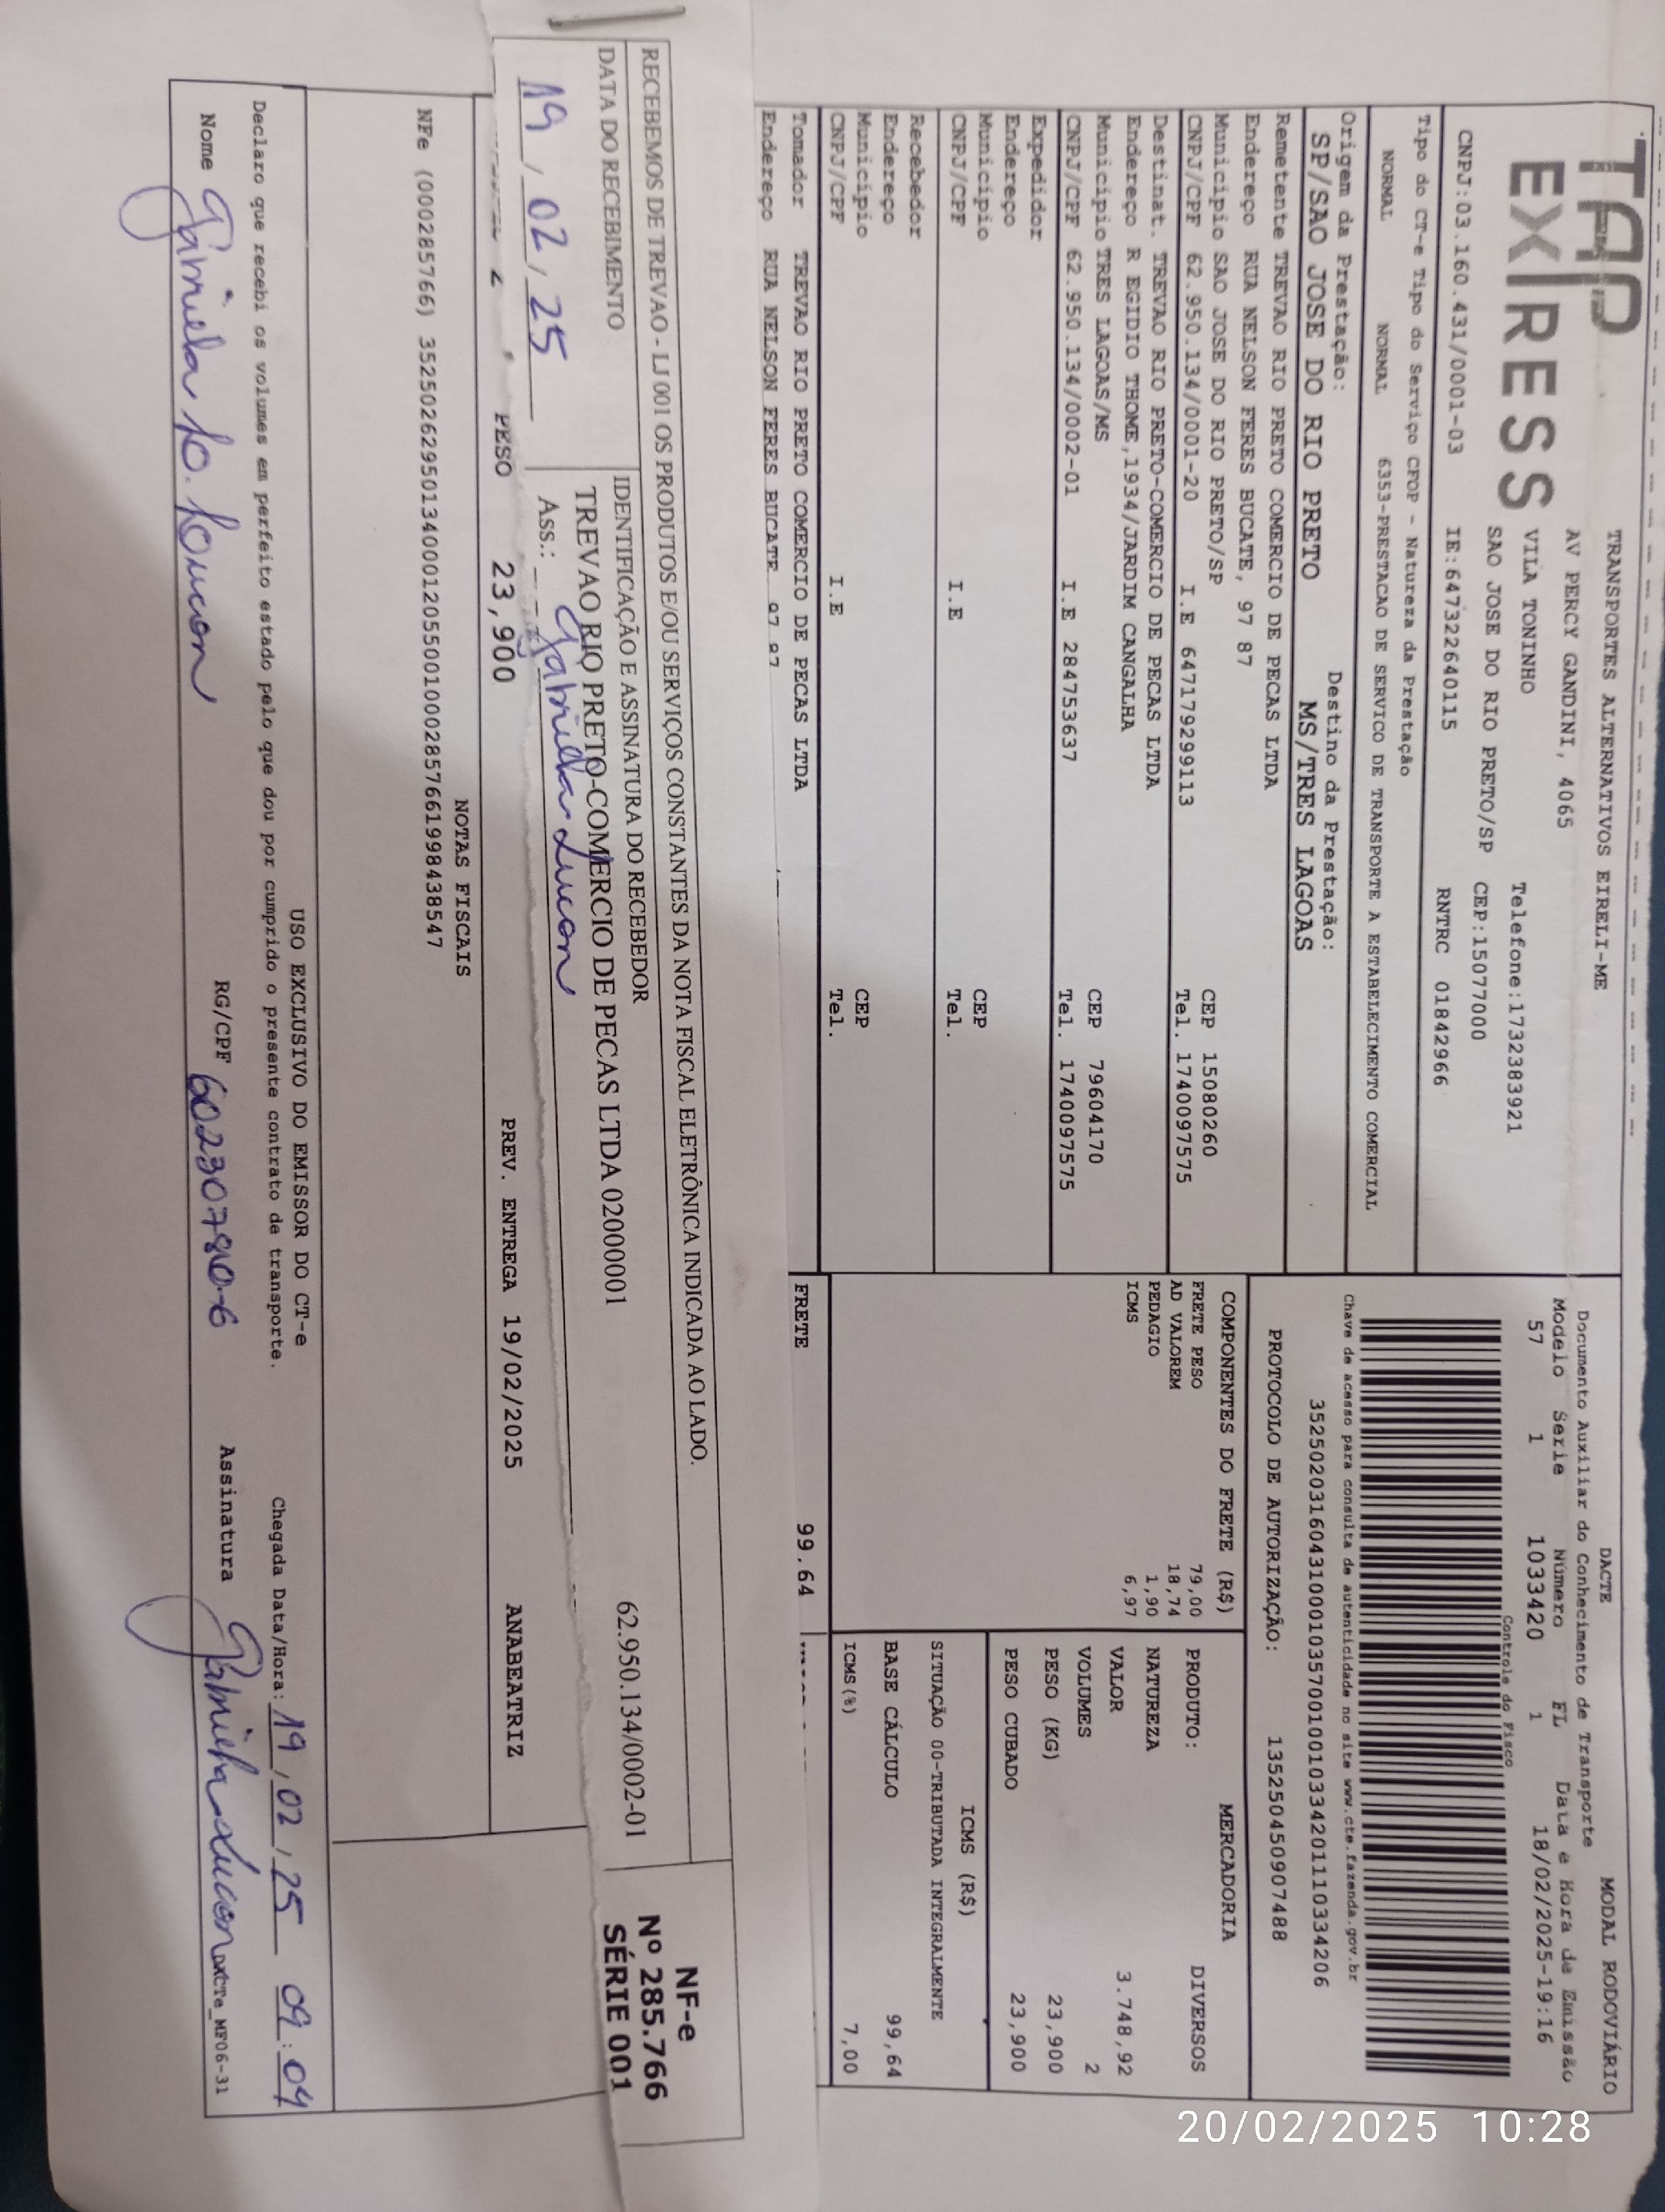 TAP
EXPRESS
TRANSPORTES ALTERNATIVOS EIRELI-ME
AV PERCY GANDINI, 4065
VILA TONINHO Telefone:1732383921
SAO JOSE DO RIO PRETO/SP CEP:15077000
CNPJ:03.160.431/0001-03 IE:647322640115 RNTRC 01842966
DACTE MODAL RODOVIÁRIO
Documento Auxiliar do Conhecimento de Transporte
Modelo Serie Número FL Data e Hora de Emissão
57 1 1033420 1 18/02/2025-19:16
Controle do Fisco
Chave de acesso para consulta de autenticidade no site www.cte.fazenda.gov.br
35250203160431000103570010010334201110334206
PROTOCOLO DE AUTORIZAÇÃO: 135250450907488
Tipo do CT-e Tipo do Serviço CFOP - Natureza da Prestação
NORMAL NORMAL 6353-PRESTACAO DE SERVICO DE TRANSPORTE A ESTABELECIMENTO COMERCIAL
Origem da Prestação: Destino da Prestação:
SP/SAO JOSE DO RIO PRETO MS/TRES LAGOAS
Remetente TREVAO RIO PRETO COMERCIO DE PECAS LTDA
Endereço RUA NELSON FERES BUCATE, 97 87
Municipio SAO JOSE DO RIO PRETO/SP CEP 15080260
CNPJ/CPF 62.950.134/0001-20 I.E 647179299113 Tel. 1740097575
Destinat. TREVAO RIO PRETO-COMERCIO DE PECAS LTDA
Endereço R EGIDIO THOME,1934/JARDIM CANGALHA
Municipio TRES LAGOAS/MS CEP 79604170
CNPJ/CPF 62.950.134/0002-01 I.E 284753637 Tel. 1740097575
Expedidor
Endereço
Municipio CEP
CNPJ/CPF I.E Tel.
Recebedor
Endereço
Municipio CEP
CNPJ/CPF I.E Tel.
Tomador TREVAO RIO PRETO COMERCIO DE PECAS LTDA
Endereço RUA NELSON FERES BUCATE 97 87
COMPONENTES DO FRETE (R$)
FRETE PESO 79,00
AD VALOREM 18,74
PEDAGIO 1,90
ICMS 6,97
FRETE 99,64
MERCADORIA
PRODUTO: DIVERSOS
NATUREZA
VALOR 3.748,92
VOLUMES 2
PESO (KG) 23,900
PESO CUBADO 23,900
ICMS (R$)
SITUAÇÃO 00-TRIBUTADA INTEGRALMENTE
BASE CÁLCULO 99,64
ICMS(%) 7,00
RECEBEMOS DE TREVAO - LJ 001 OS PRODUTOS E/OU SERVIÇOS CONSTANTES DA NOTA FISCAL ELETRÔNICA INDICADA AO LADO.
DATA DO RECEBIMENTO IDENTIFICAÇÃO E ASSINATURA DO RECEBEDOR
TREVAO RIO PRETO-COMERCIO DE PECAS LTDA 02000001 62.950.134/0002-01
19/02/25 Ass.: Gabriela Lucon
NF-e
Nº 285.766
SÉRIE 001
2 PESO 23,900 PREV. ENTREGA 19/02/2025 ANABEATRIZ
NOTAS FISCAIS
NFe (000285766) 35250262950134000120550010002857661998438547
USO EXCLUSIVO DO EMISSOR DO CT-e
Declaro que recebi os volumes em perfeito estado pelo que dou por cumprido o presente contrato de transporte. Chegada Data/Hora: 19/02/25 09:04
Nome Gabriela RG/CPF Assinatura Gabriela Lucon
DACTe_MF06-31
20/02/2025 10:28